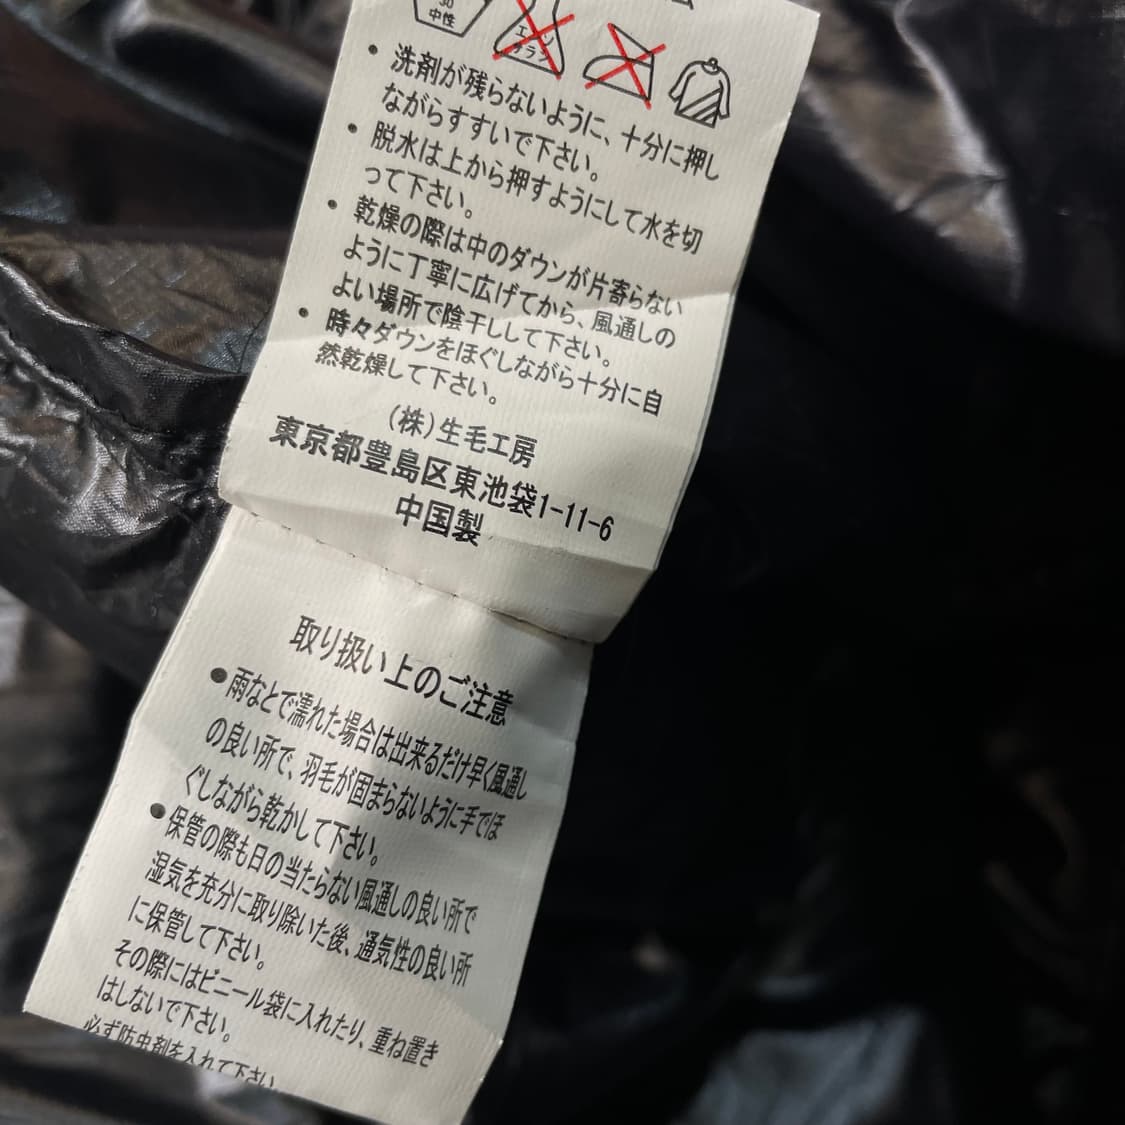 中性
・洗剤が残らないように、十分に押し
ながらすすいで下さい。
・脱水は上から押すようにして水を切
って下さい。
・乾燥の際は中のダウンが片寄らない
ように丁寧に広げてから、風通しの
よい場所で陰干しして下さい。
・時々ダウンをほぐしながら十分に自
然乾燥して下さい。
(株)生毛工房
東京都豊島区東池袋1-11-6
中国製
取り扱い上のご注意
●雨などで濡れた場合は出来るだけ早く風通し
の良い所で、羽毛が固まらないように手でほ
ぐしながら乾かして下さい。
●保管の際も日の当たらない風通しの良い所で
湿気を充分に取り除いた後、通気性の良い所
に保管して下さい。
その際にはビニール袋に入れたり、重ね置き
はしないで下さい。
必ず防虫剤を入れて下さい